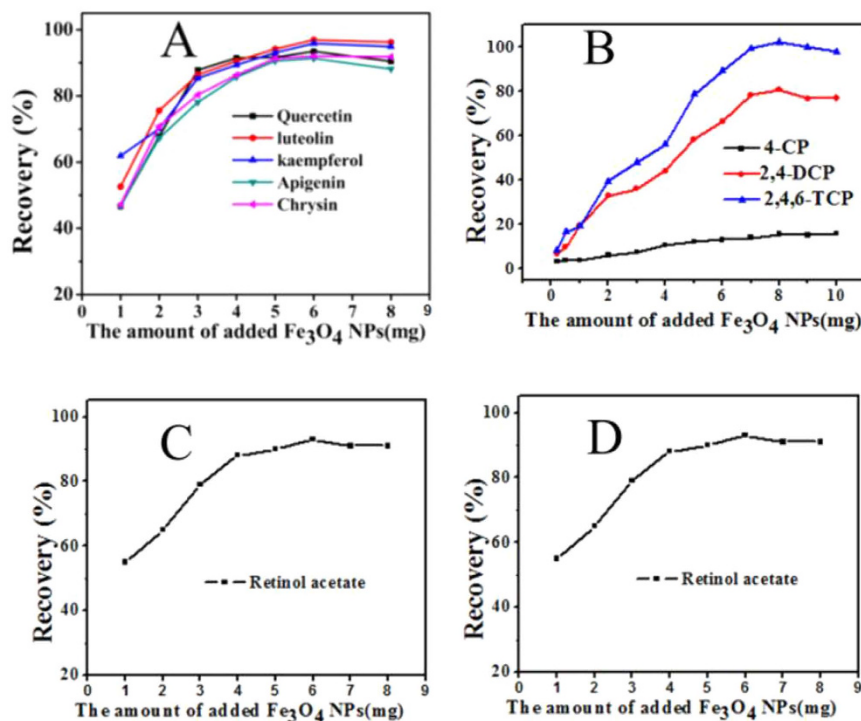 A
Recovery (%)
100
80
60
40
20
Quercetin
luteolin
kaempferol
Apigenin
Chrysin
0 1 2 3 4 5 6 7 8 9
The amount of added Fe3O4 NPs(mg)
B
Recovery (%)
100
80
60
40
20
0
4-CP
2,4-DCP
2,4,6-TCP
0 2 4 6 8 10
The amount of added Fe3O4 NPs(mg)
C
Recovery (%)
100
80
60
40
20
Retinol acetate
0 1 2 3 4 5 6 7 8 9
The amount of added Fe3O4 NPs(mg)
D
Recovery (%)
100
80
60
40
20
Retinol acetate
0 1 2 3 4 5 6 7 8 9
The amount of added Fe3O4 NPs(mg)